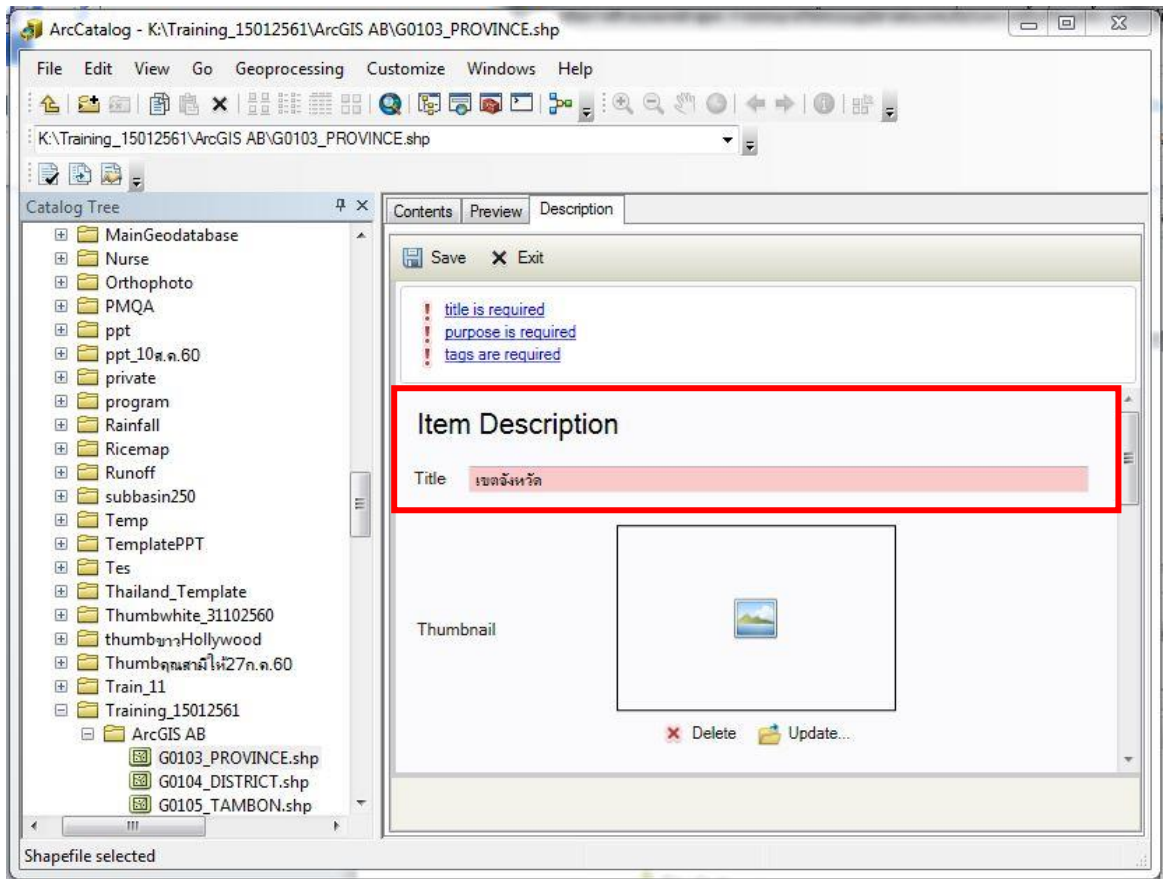 ArcCatalog - K:\Training_15012561\ArcGIS AB\G0103_PROVINCE.shp
File Edit View Go Geoprocessing Customize Windows Help
K:\Training_15012561\ArcGIS AB\G0103_PROVINCE.shp
Catalog Tree
MainGeodatabase
Nurse
Orthophoto
PMQA
ppt
ppt_10ส.ค.60
private
program
Rainfall
Ricemap
Runoff
subbasin250
Temp
TemplatePPT
Tes
Thailand_Template
Thumbwhite_31102560
thumbขาวHollywood
Thumbคุณสามีให้27ก.ค.60
Train_11
Training_15012561
ArcGIS AB
G0103_PROVINCE.shp
G0104_DISTRICT.shp
G0105_TAMBON.shp
Contents Preview Description
Save Exit
title is required
purpose is required
tags are required
Item Description
Title เขตจังหวัด
Thumbnail
Delete Update...
Shapefile selected